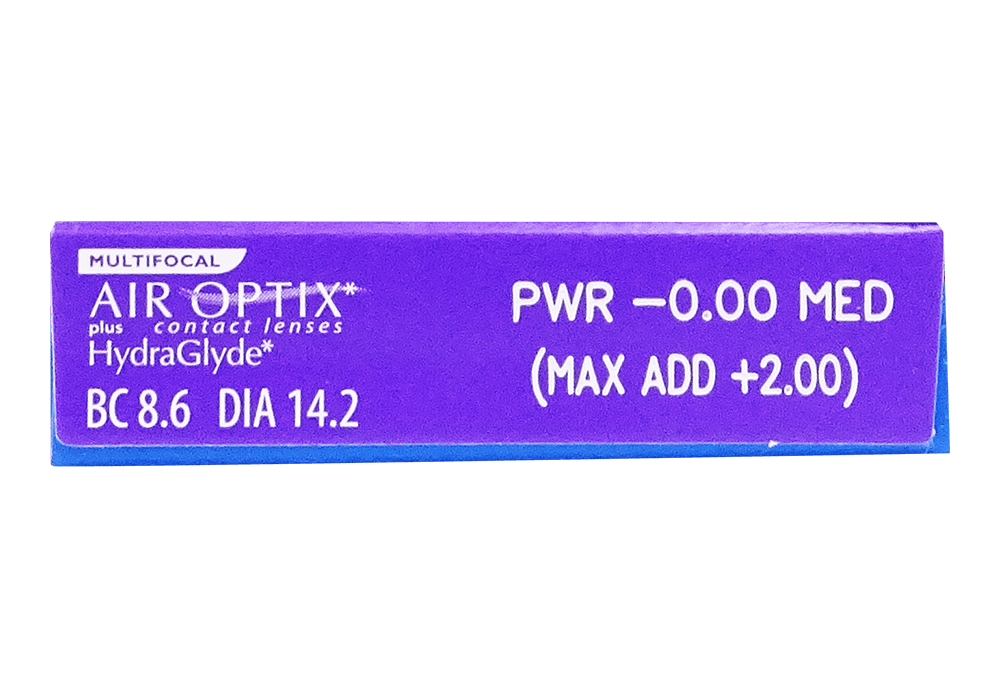 MULTIFOCAL
AIR OPTIX*
plus contact lenses
HydraGlyde*
BC 8.6 DIA 14.2
PWR –0.00 MED
(MAX ADD +2.00)